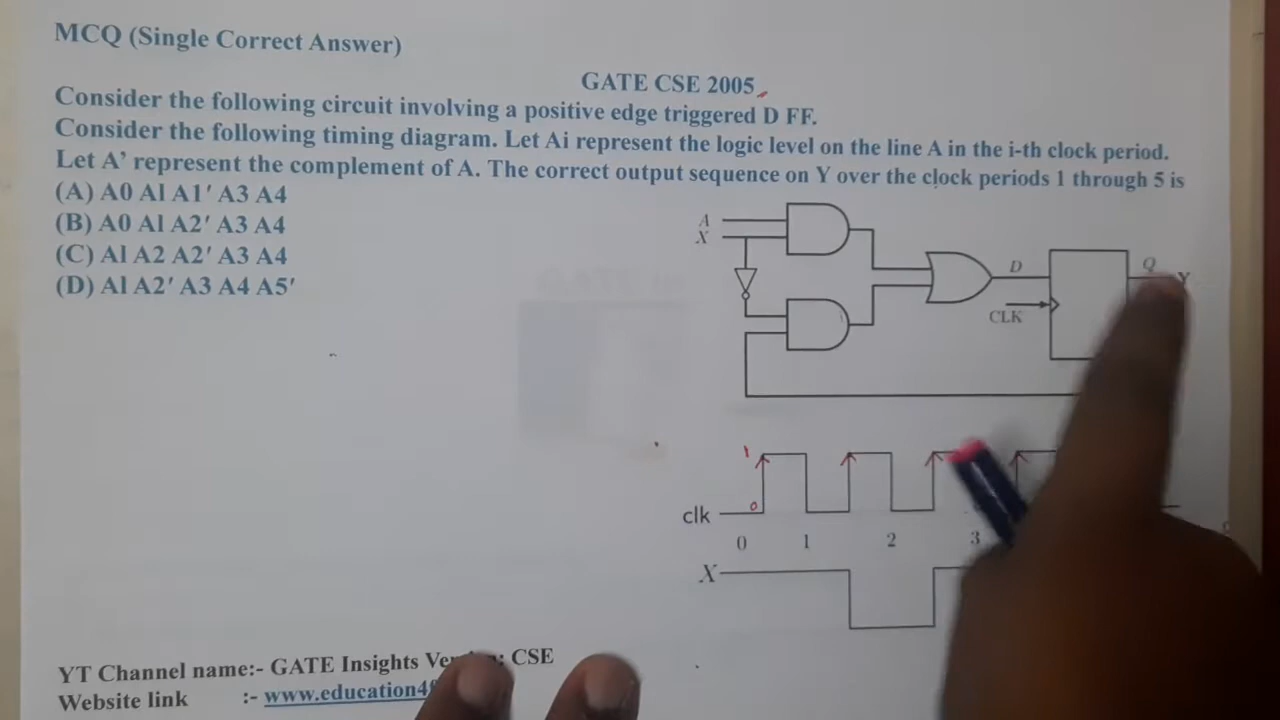 MCQ (Single Correct Answer)
GATE CSE 2005
Consider the following circuit involving a positive edge triggered D FF.
Consider the following timing diagram. Let Ai represent the logic level on the line A in the i-th clock period.
Let A’ represent the complement of A. The correct output sequence on Y over the clock periods 1 through 5 is
(A) A0 Al A1′ A3 A4
(B) A0 Al A2′ A3 A4
(C) Al A2 A2′ A3 A4
(D) Al A2′ A3 A4 A5′
A
X
D
Q
Y
CLK
1
0
clk
0 1 2 3
X
YT Channel name:- GATE Insights CSE
Website link :- www.education4